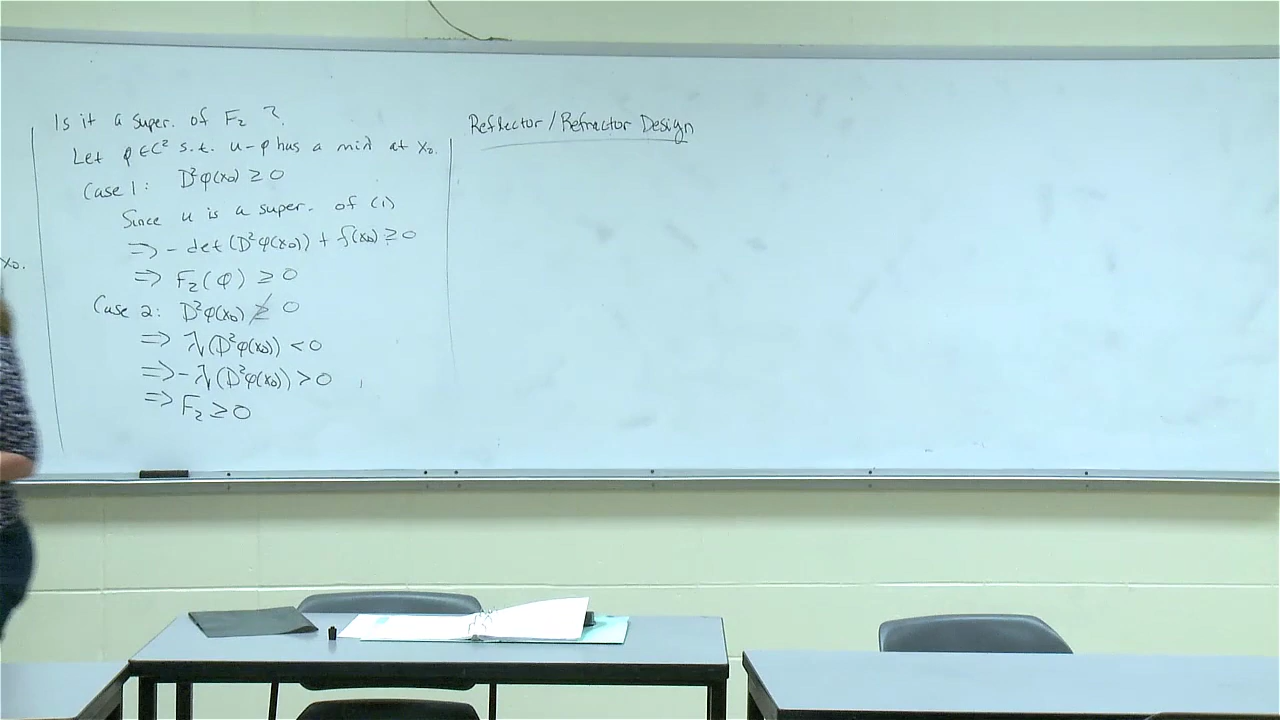 x₀.
Is it a super. of F₂ ?
Let φ∈C² s.t. u-φ has a min at x₀.
Case 1: D²φ(x₀) ≥ 0
Since u is a super. of (1)
⇒ - det(D²φ(x₀)) + f(x₀) ≥ 0
⇒ F₂(φ) ≥ 0
Case 2: D²φ(x₀) ≱ 0
⇒ λ₁(D²φ(x₀)) < 0
⇒ -λ₁(D²φ(x₀)) > 0
⇒ F₂ ≥ 0
Reflector/Refractor Design